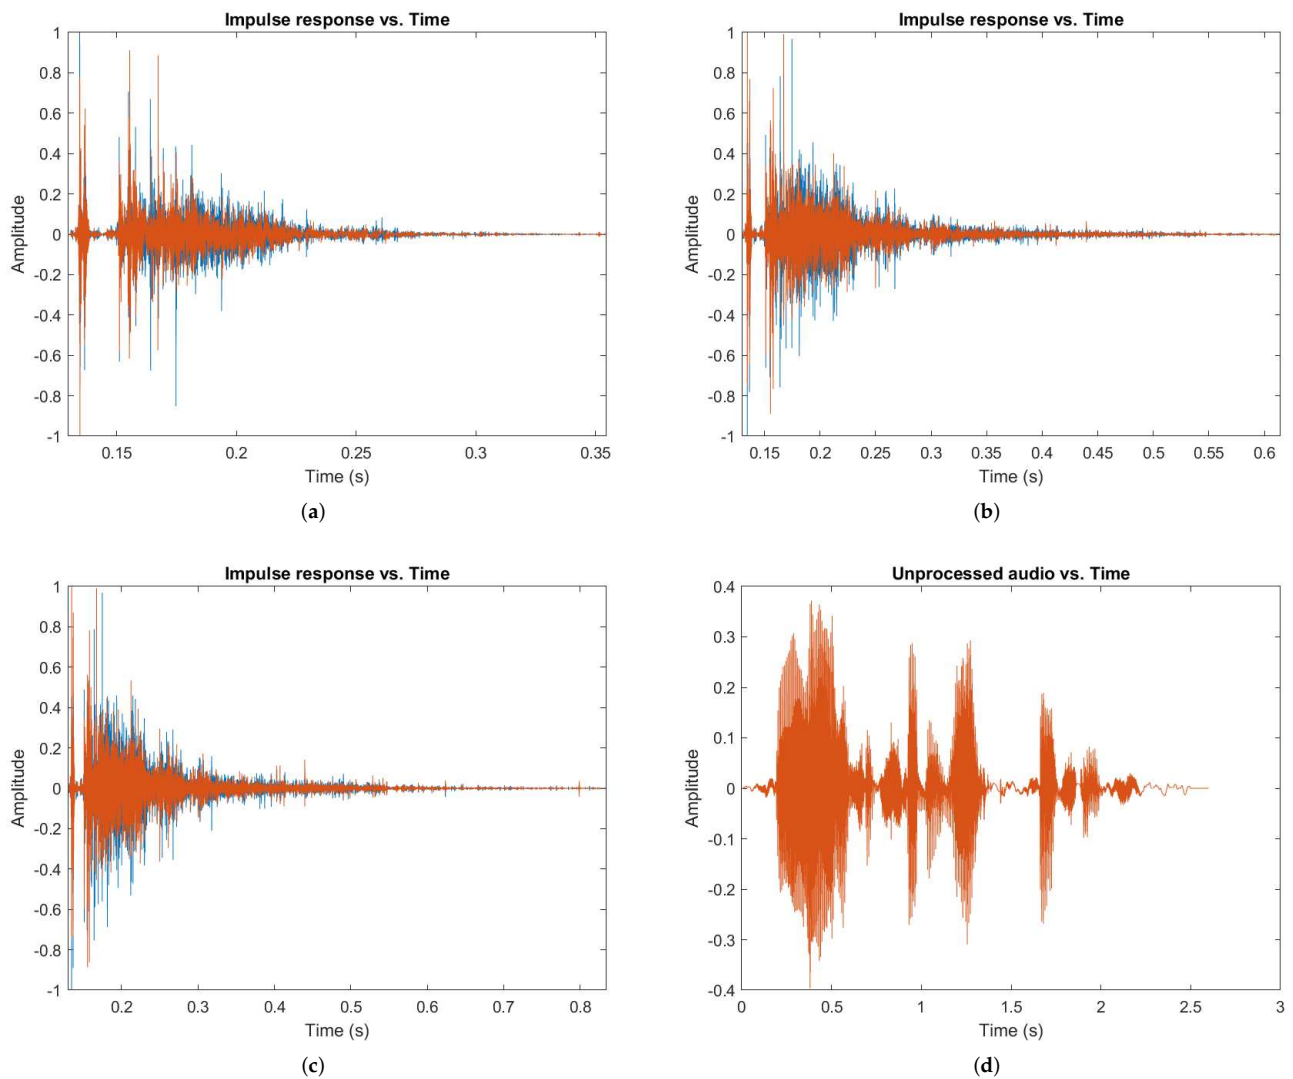 Impulse response vs. Time
1
0.8
0.6
0.4
0.2
0
-0.2
-0.4
-0.6
-0.8
-1
Amplitude
0.15 0.2 0.25 0.3 0.35
Time (s)
(a)
Impulse response vs. Time
1
0.8
0.6
0.4
0.2
0
-0.2
-0.4
-0.6
-0.8
-1
Amplitude
0.15 0.2 0.25 0.3 0.35 0.4 0.45 0.5 0.55 0.6
Time (s)
(b)
Impulse response vs. Time
1
0.8
0.6
0.4
0.2
0
-0.2
-0.4
-0.6
-0.8
-1
Amplitude
0.2 0.3 0.4 0.5 0.6 0.7 0.8
Time (s)
(c)
Unprocessed audio vs. Time
0.4
0.3
0.2
0.1
0
-0.1
-0.2
-0.3
-0.4
Amplitude
0 0.5 1 1.5 2 2.5 3
Time (s)
(d)